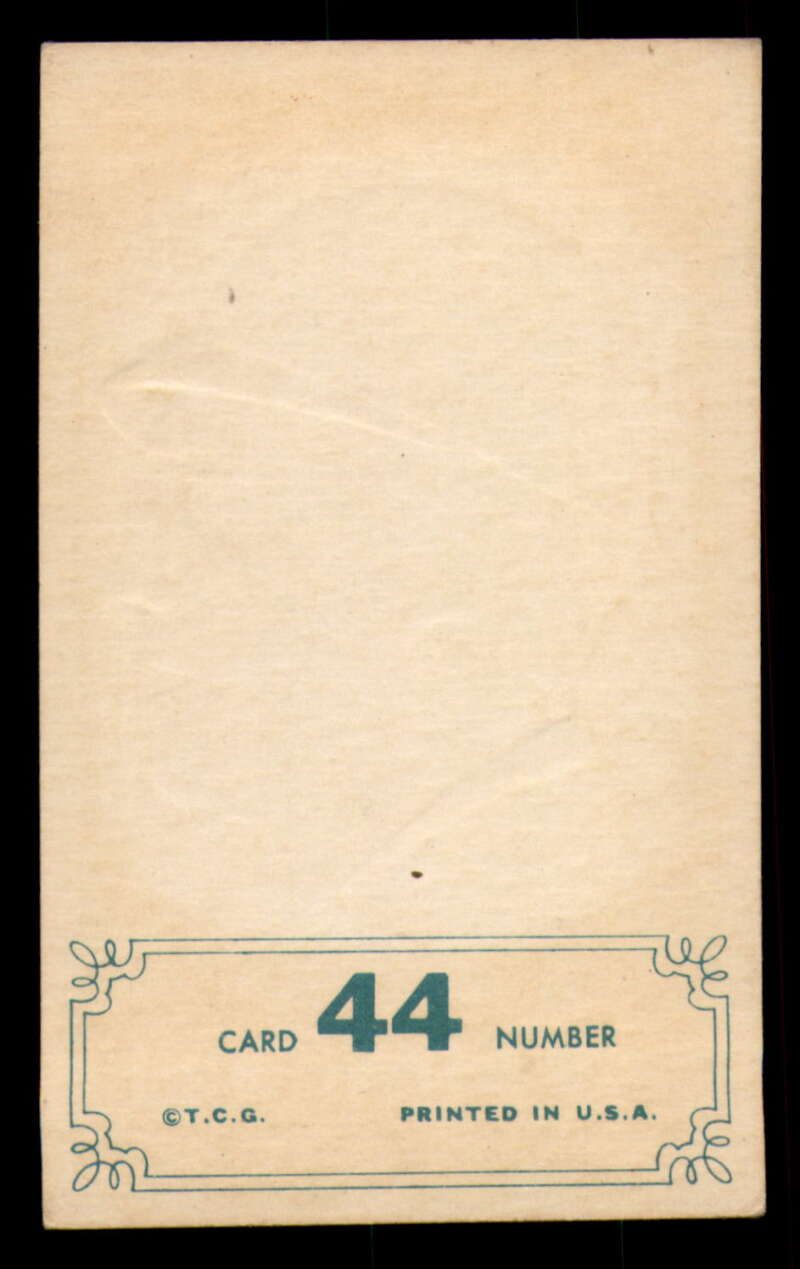 CARD 44 NUMBER
©T.C.G. PRINTED IN U.S.A.